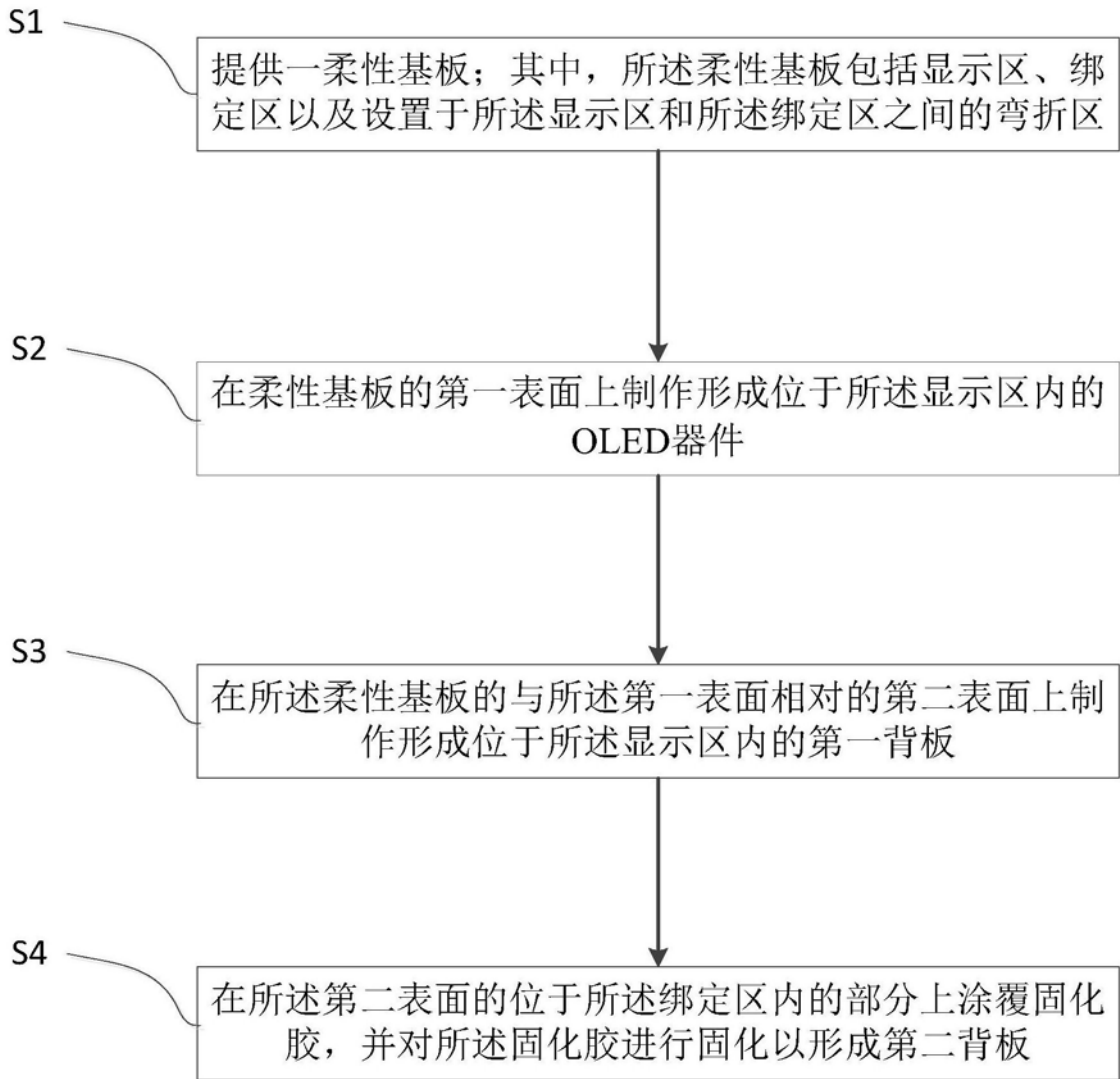 S1
提供一柔性基板；其中，所述柔性基板包括显示区、绑
定区以及设置于所述显示区和所述绑定区之间的弯折区
S2
在柔性基板的第一表面上制作形成位于所述显示区内的
OLED器件
S3
在所述柔性基板的与所述第一表面相对的第二表面上制
作形成位于所述显示区内的第一背板
S4
在所述第二表面的位于所述绑定区内的部分上涂覆固化
胶，并对所述固化胶进行固化以形成第二背板